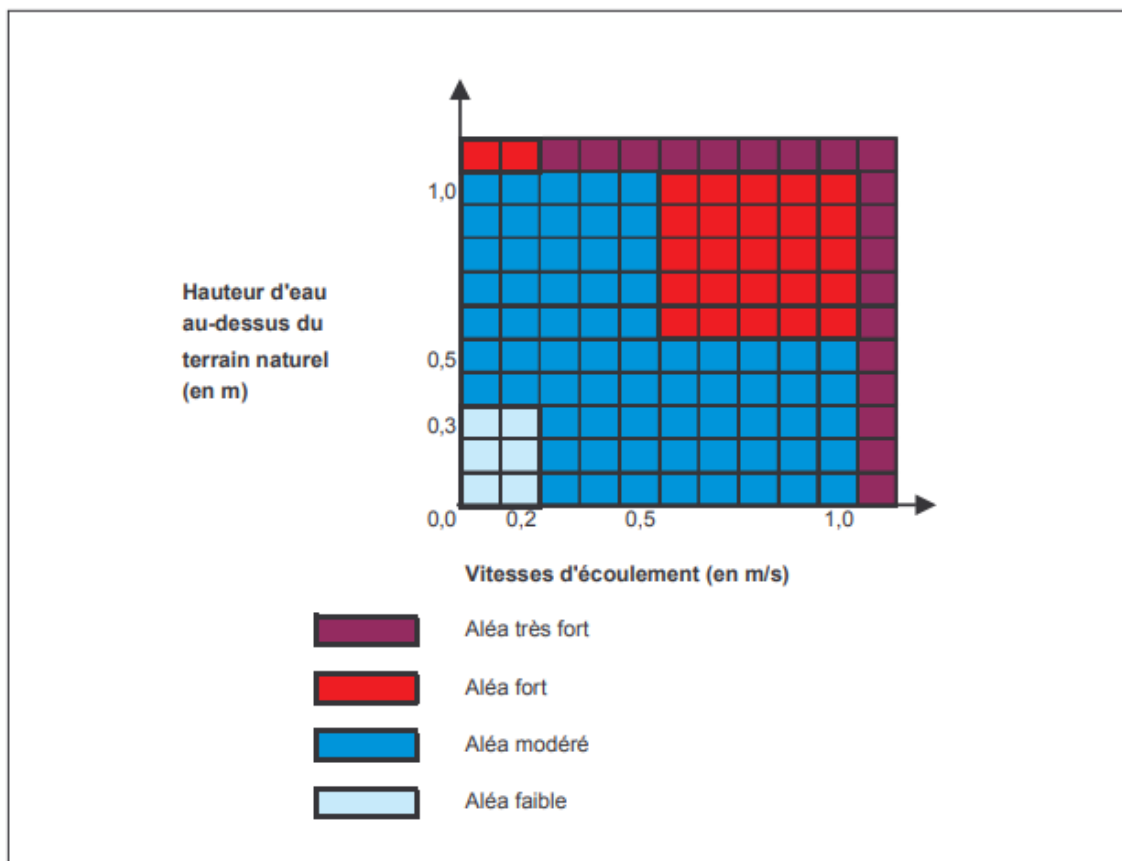 1,0
Hauteur d'eau
au-dessus du
terrain naturel
(en m)
0,5
0,3
0,0 0,2 0,5 1,0
Vitesses d'écoulement (en m/s)
Aléa très fort
Aléa fort
Aléa modéré
Aléa faible